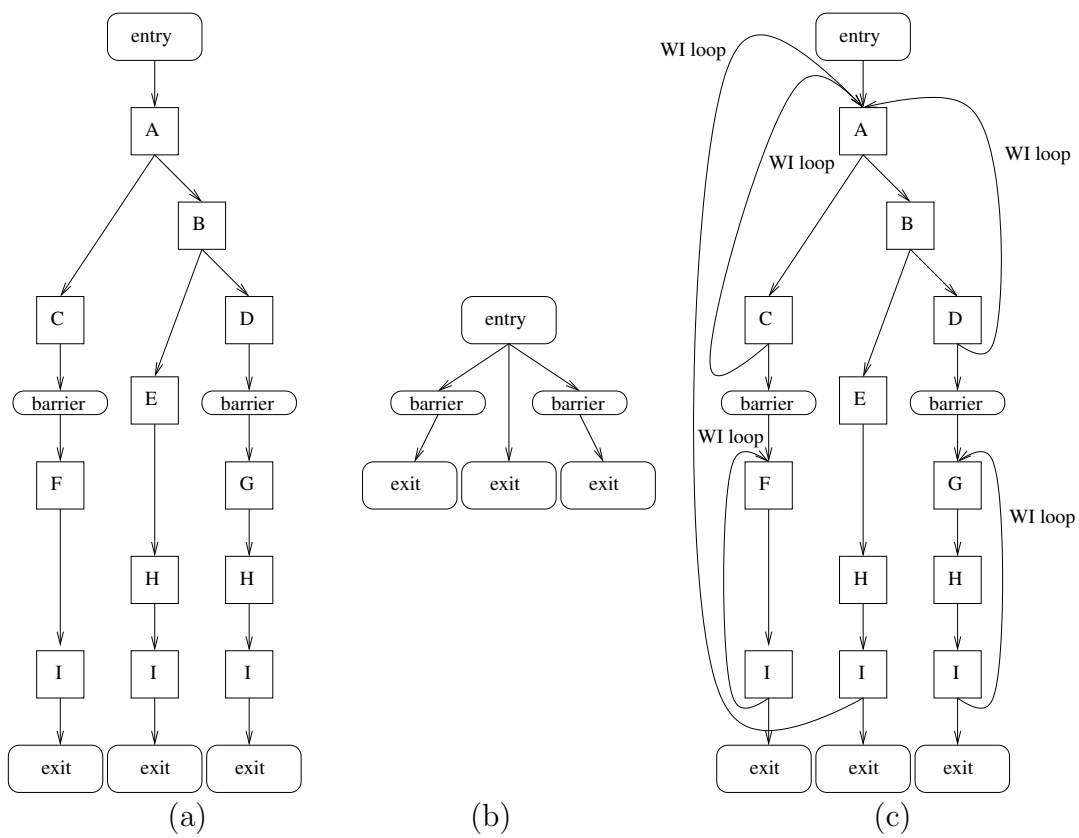 entry
A
B
C
D
barrier
E
barrier
F
G
H
H
I
I
I
exit
exit
exit
(a)
entry
barrier
barrier
exit
exit
exit
(b)
entry
WI loop
A
WI loop
WI loop
B
C
D
barrier
E
barrier
WI loop
F
G
WI loop
H
H
I
I
I
exit
exit
exit
(c)